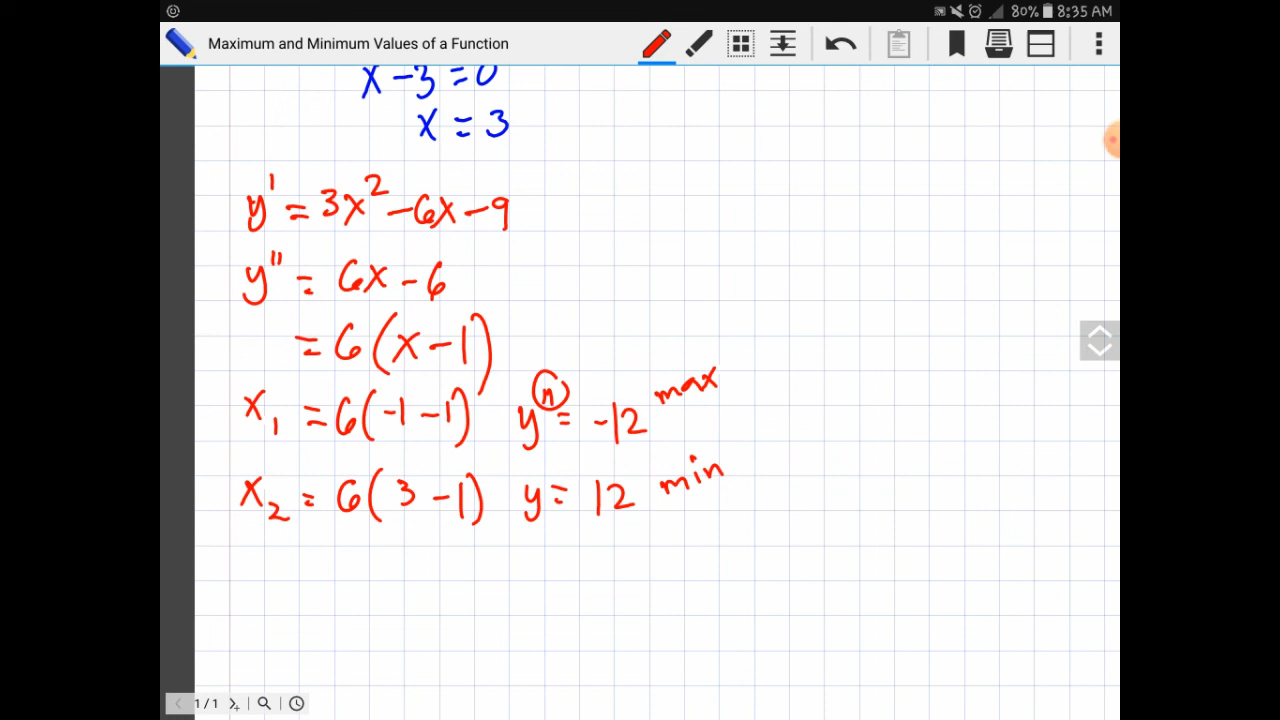 80% 8:35 AM
Maximum and Minimum Values of a Function
x - 3 = 0
x = 3
y' = 3x² - 6x - 9
y'' = 6x - 6
= 6(x - 1)
x₁ = 6(-1 - 1) y'' = -12 max
x₂ = 6(3 - 1) y = 12 min
1/1